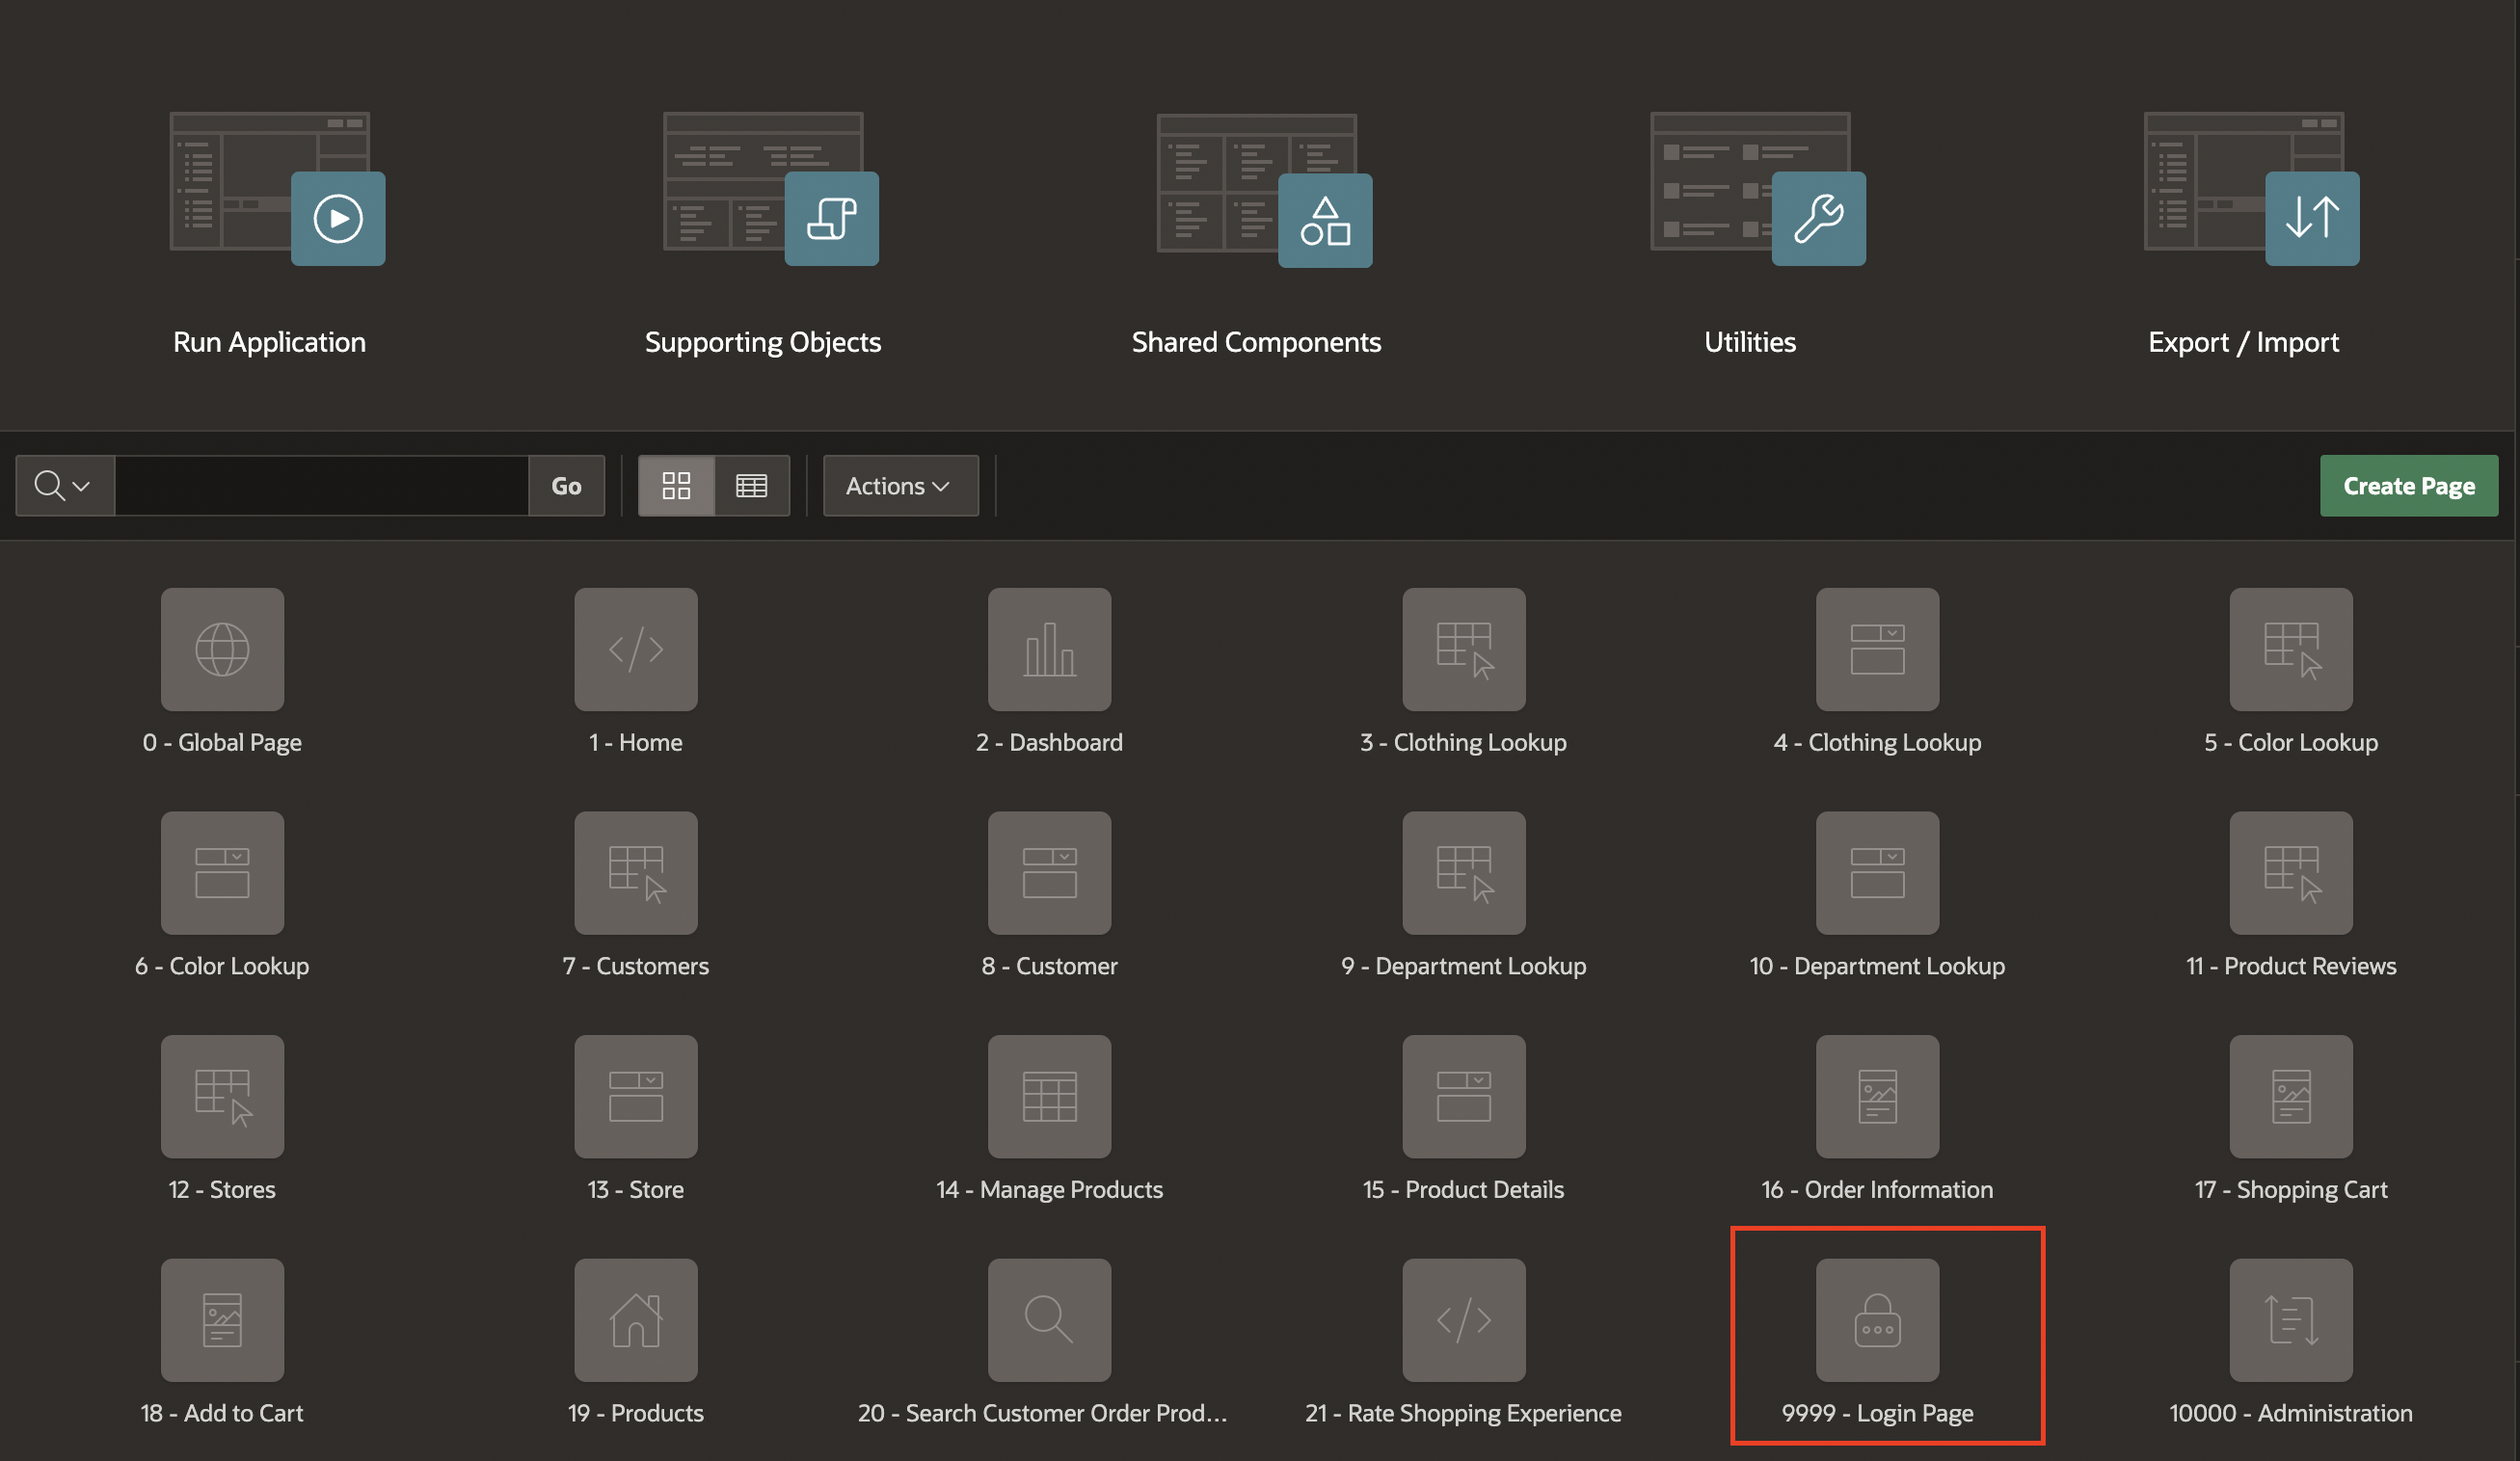 Run Application
Supporting Objects
Shared Components
Utilities
Export / Import
Go
Actions
Create Page
0 - Global Page
1 - Home
2 - Dashboard
3 - Clothing Lookup
4 - Clothing Lookup
5 - Color Lookup
6 - Color Lookup
7 - Customers
8 - Customer
9 - Department Lookup
10 - Department Lookup
11 - Product Reviews
12 - Stores
13 - Store
14 - Manage Products
15 - Product Details
16 - Order Information
17 - Shopping Cart
18 - Add to Cart
19 - Products
20 - Search Customer Order Prod...
21 - Rate Shopping Experience
9999 - Login Page
10000 - Administration